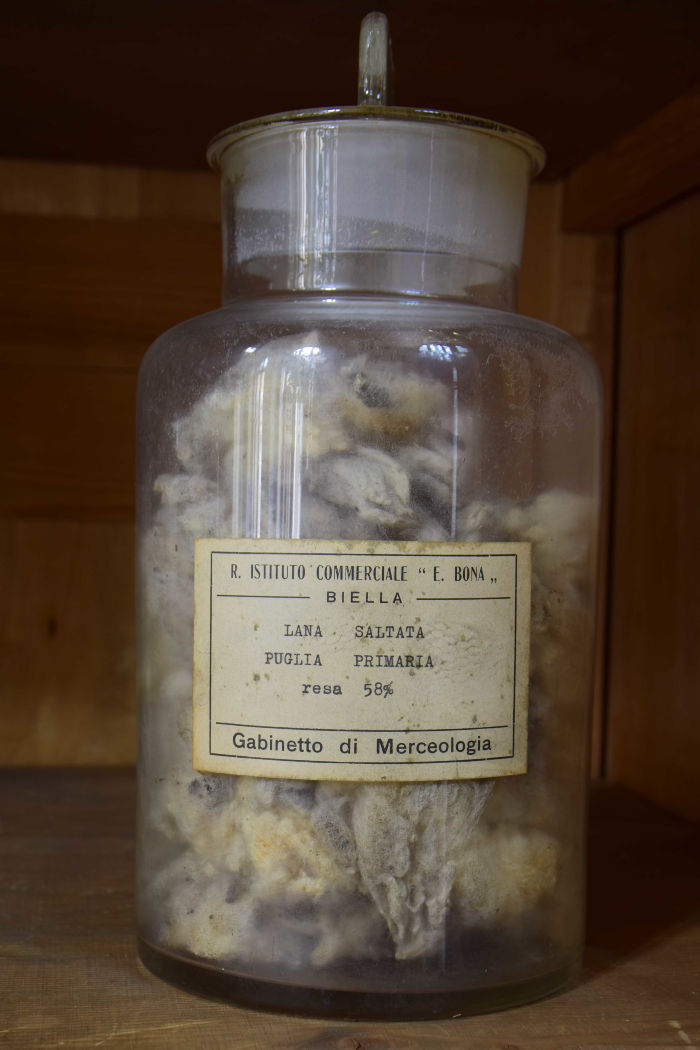 R. ISTITUTO COMMERCIALE “ E. BONA „
BIELLA
LANA SALTATA
PUGLIA PRIMARIA
resa 58%
Gabinetto di Merceologia